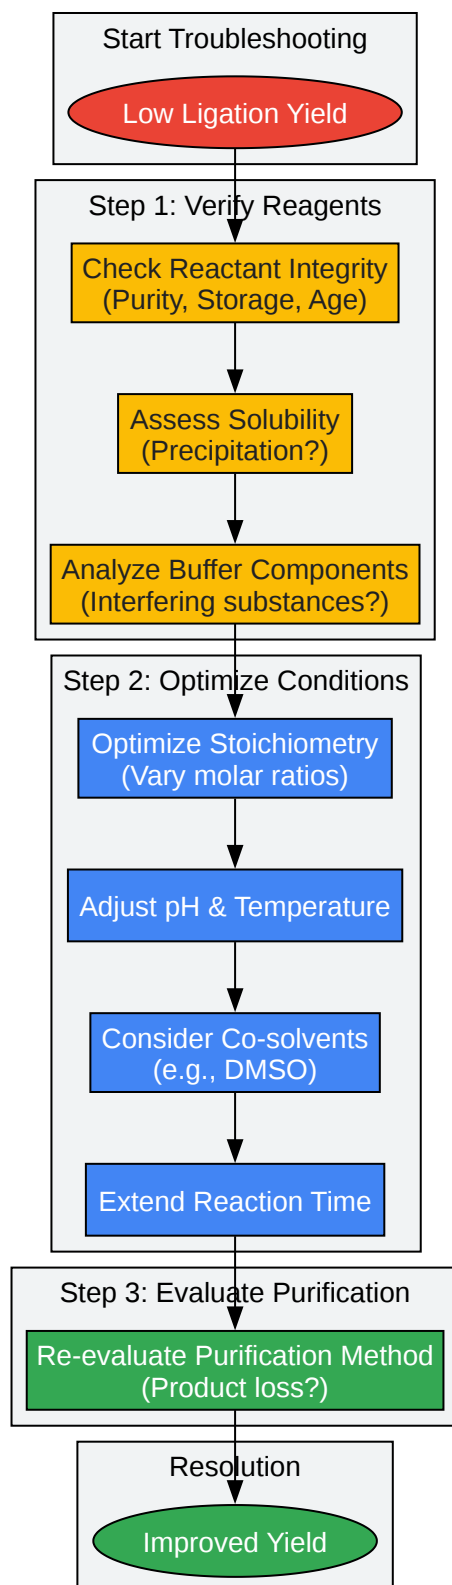 Start Troubleshooting
Low Ligation Yield
Step 1: Verify Reagents
Check Reactant Integrity
(Purity, Storage, Age)
Assess Solubility
(Precipitation?)
Analyze Buffer Components
(Interfering substances?)
Step 2: Optimize Conditions
Optimize Stoichiometry
(Vary molar ratios)
Adjust pH & Temperature
Consider Co-solvents
(e.g., DMSO)
Extend Reaction Time
Step 3: Evaluate Purification
Re-evaluate Purification Method
(Product loss?)
Resolution
Improved Yield